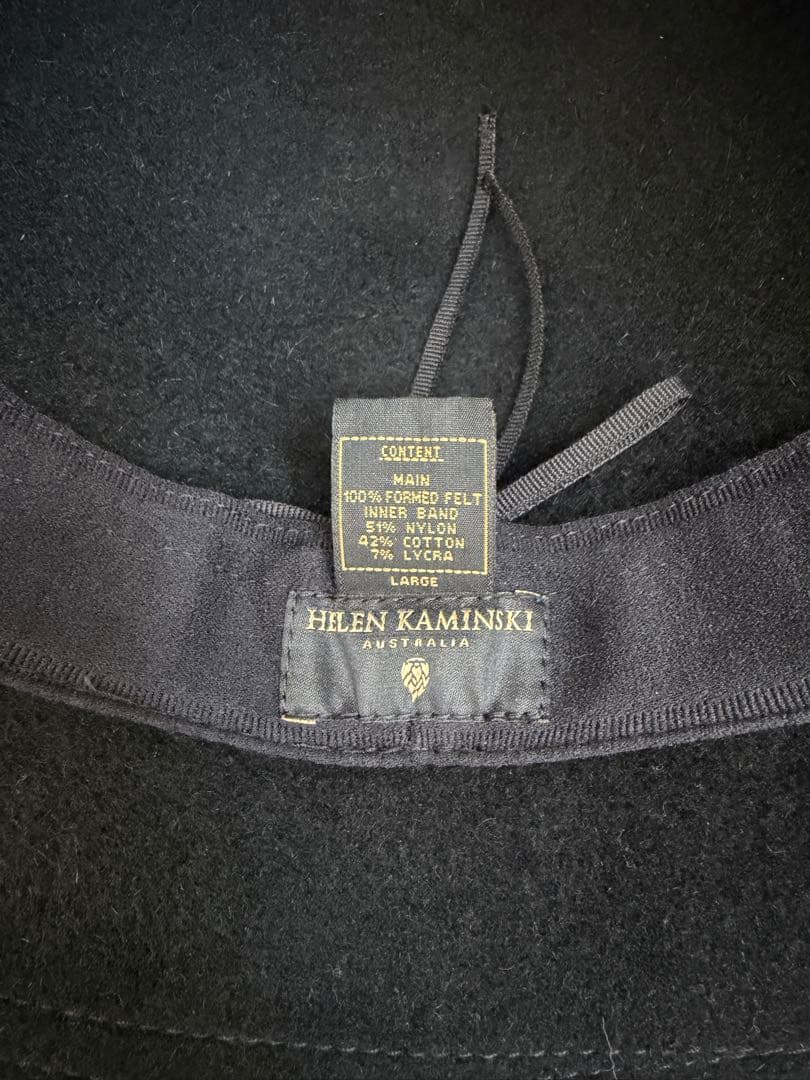 CONTENT
MAIN
100% FORMED FELT
INNER BAND
51% NYLON
42% COTTON
7% LYCRA
LARGE
HELEN KAMINSKI
AUSTRALIA